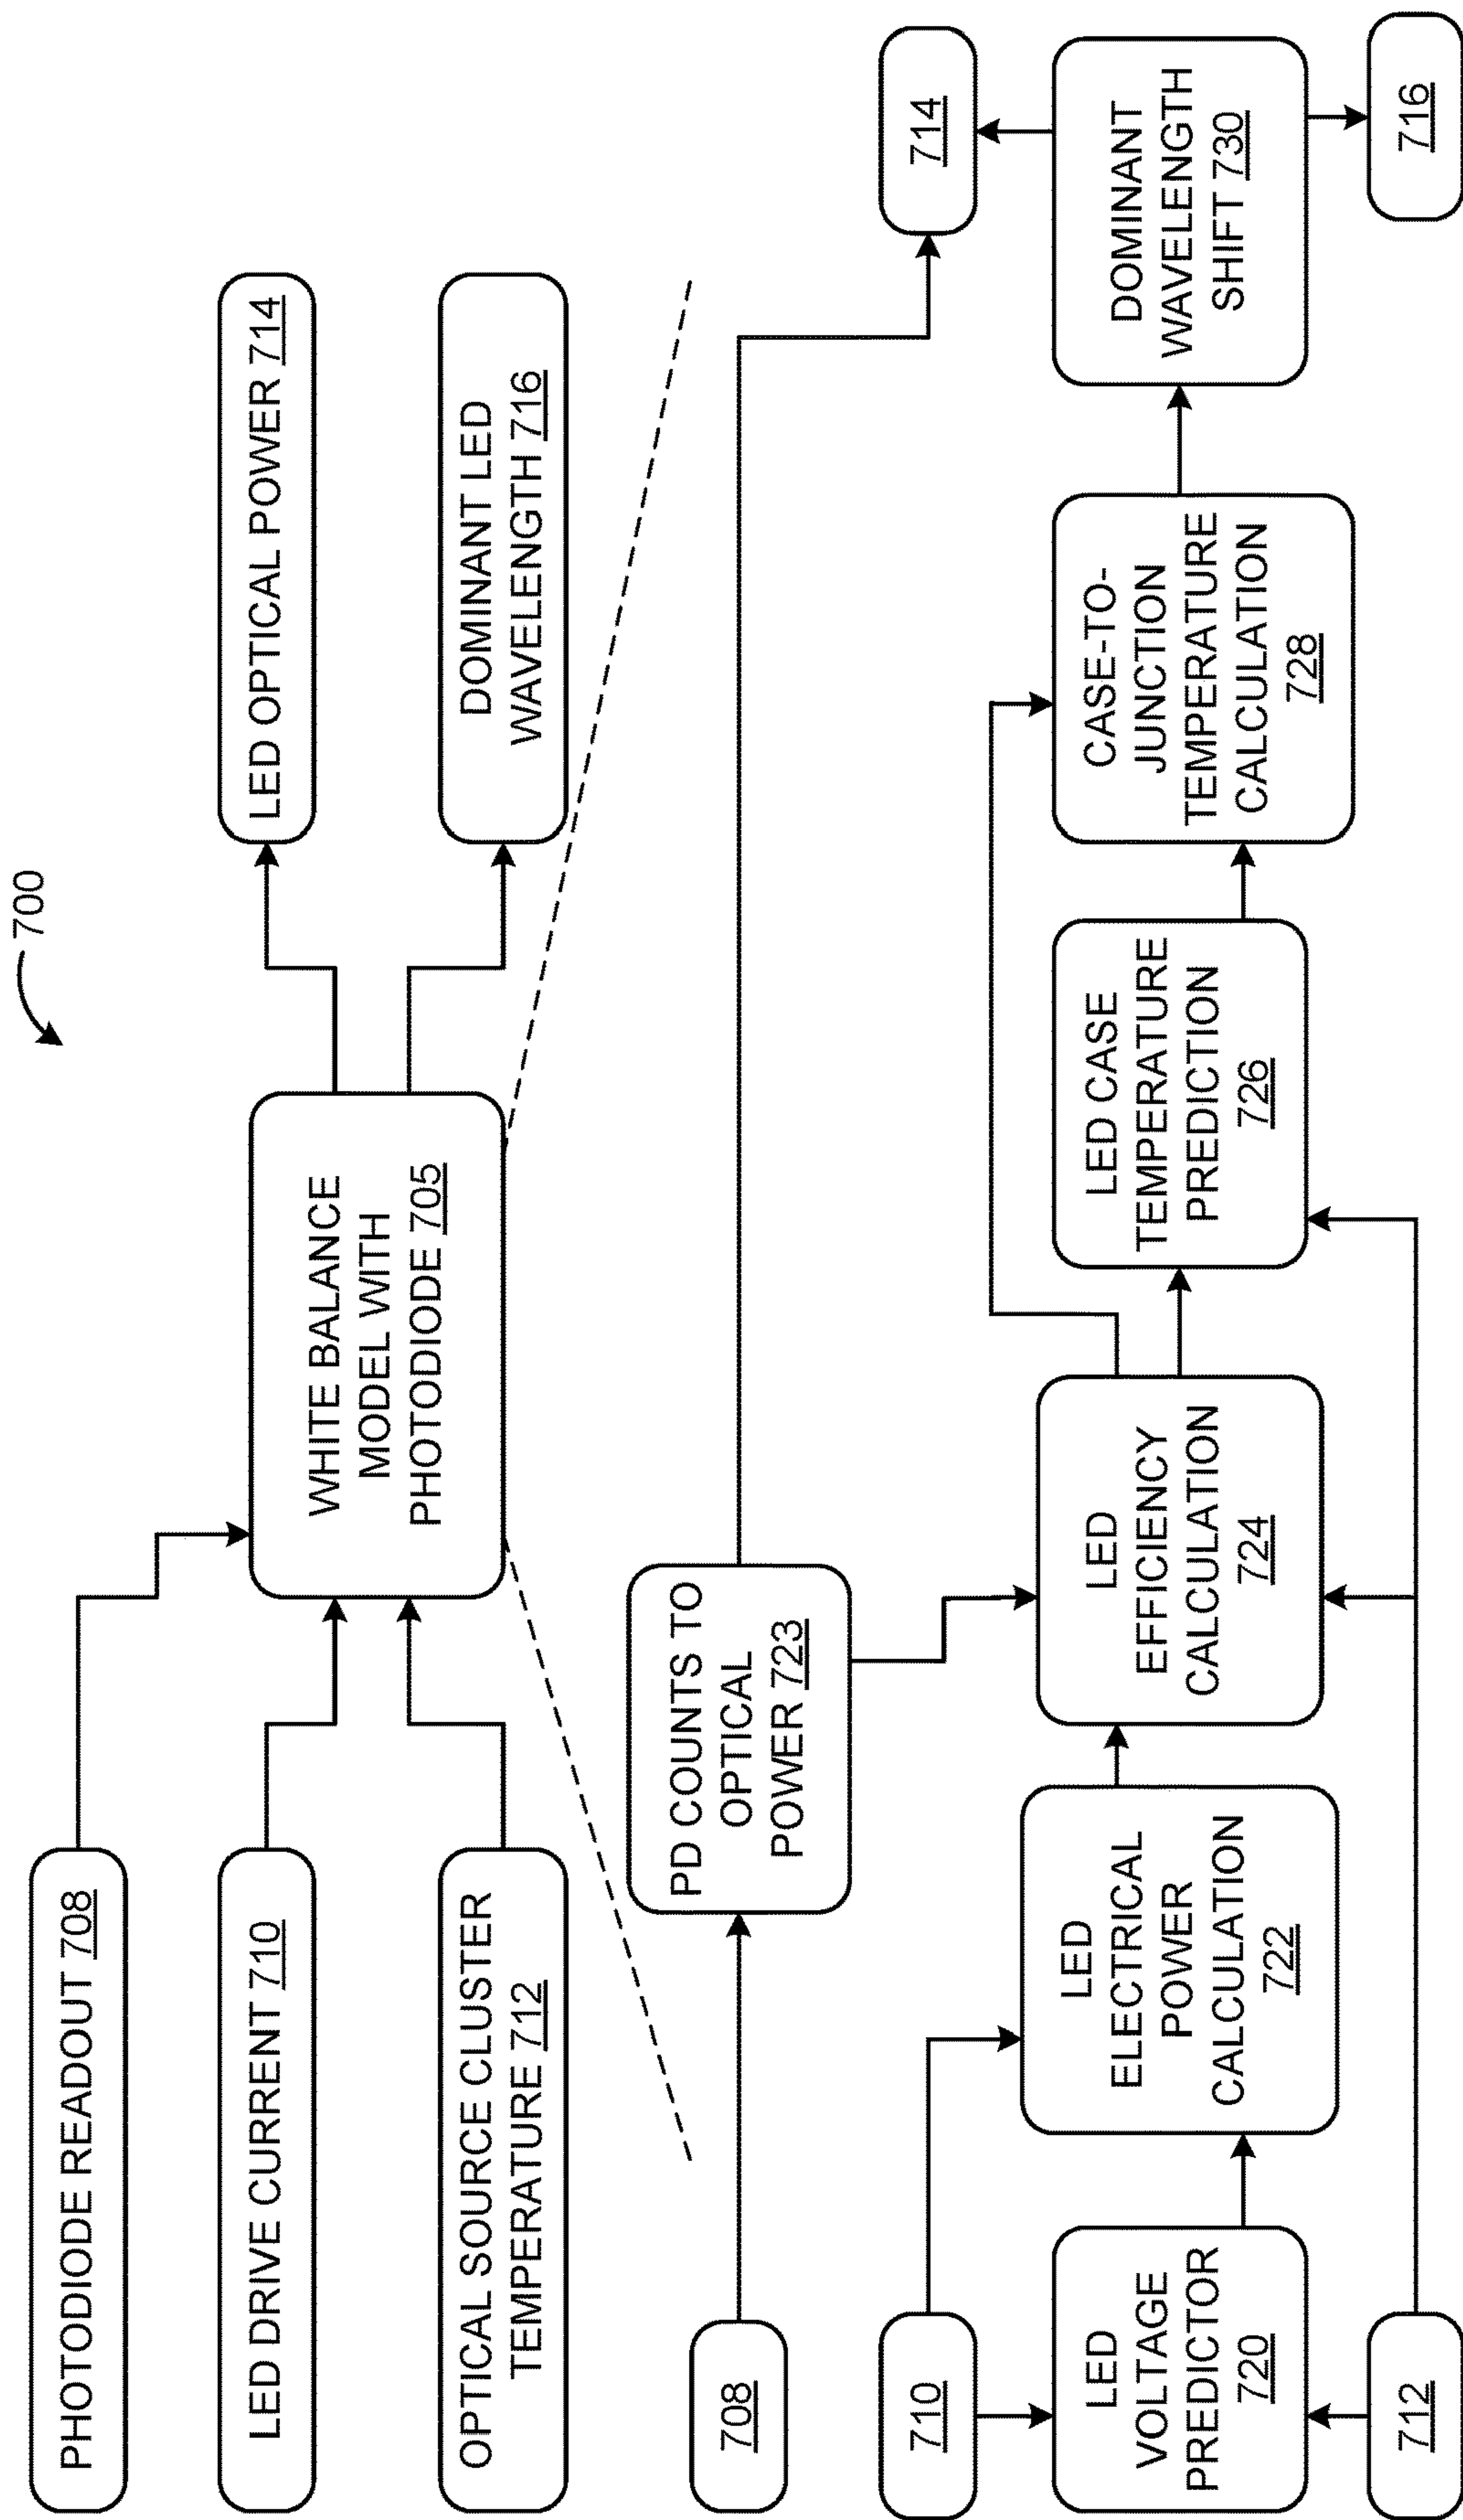 700
PHOTODIODE READOUT 708
LED DRIVE CURRENT 710
OPTICAL SOURCE CLUSTER
TEMPERATURE 712
WHITE BALANCE
MODEL WITH
PHOTODIODE 705
LED OPTICAL POWER 714
DOMINANT LED
WAVELENGTH 716
708
PD COUNTS TO
OPTICAL
POWER 723
714
710
LED
VOLTAGE
PREDICTOR
720
LED
ELECTRICAL
POWER
CALCULATION
722
LED
EFFICIENCY
CALCULATION
724
LED CASE
TEMPERATURE
PREDICTION
726
CASE-TO-
JUNCTION
TEMPERATURE
CALCULATION
728
DOMINANT
WAVELENGTH
SHIFT 730
712
716